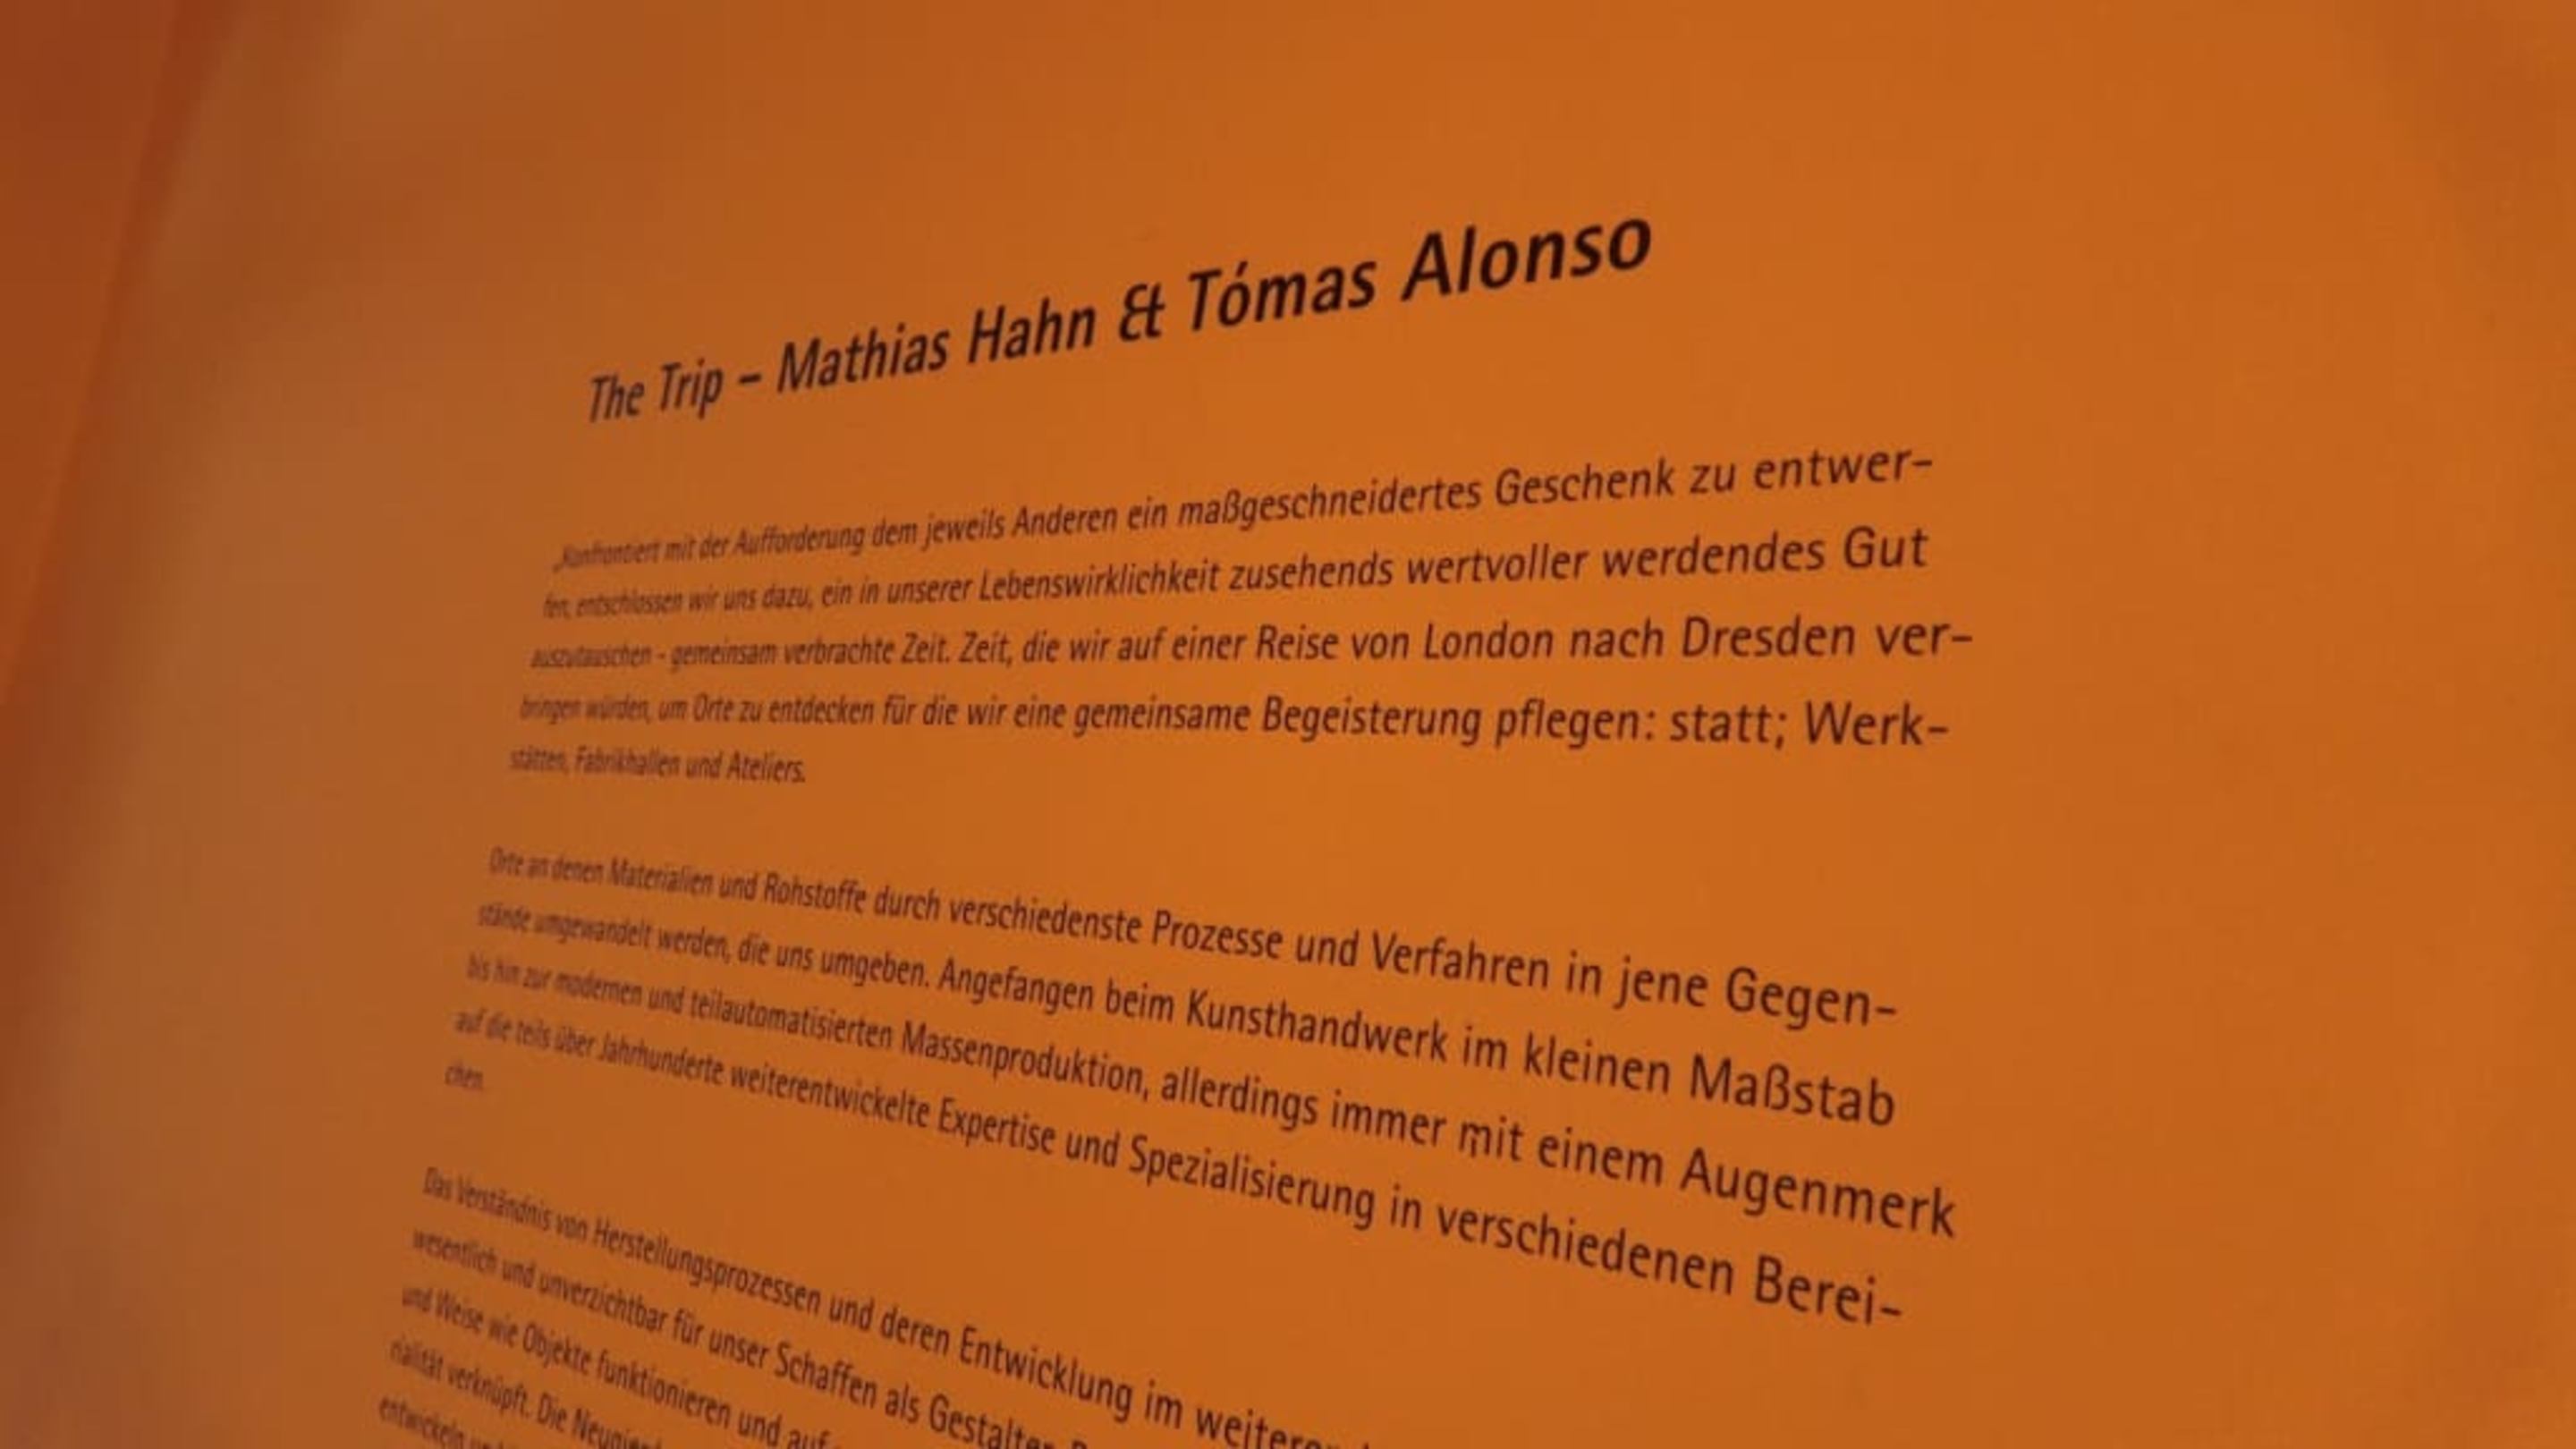 The Trip – Mathias Hahn & Tómas Alonso
„Konfrontiert mit der Aufforderung dem jeweils Anderen ein maßgeschneidertes Geschenk zu entwer-
fen, entschlossen wir uns dazu, ein in unserer Lebenswirklichkeit zusehends wertvoller werdendes Gut
auszutauschen - gemeinsam verbrachte Zeit. Zeit, die wir auf einer Reise von London nach Dresden ver-
bringen würden, um Orte zu entdecken für die wir eine gemeinsame Begeisterung pflegen: statt; Werk-
stätten, Fabrikhallen und Ateliers.
Orte an denen Materialien und Rohstoffe durch verschiedenste Prozesse und Verfahren in jene Gegen-
stände umgewandelt werden, die uns umgeben. Angefangen beim Kunsthandwerk im kleinen Maßstab
bis hin zur modernen und teilautomatisierten Massenproduktion, allerdings immer mit einem Augenmerk
auf die teils über Jahrhunderte weiterentwickelte Expertise und Spezialisierung in verschiedenen Berei-
chen.
Das Verständnis von Herstellungsprozessen und deren Entwicklung im weiteren
wesentlich und unverzichtbar für unser Schaffen als Gestalter
und Weise wie Objekte funktionieren und auf
rialität verknüpft. Die
entwickeln